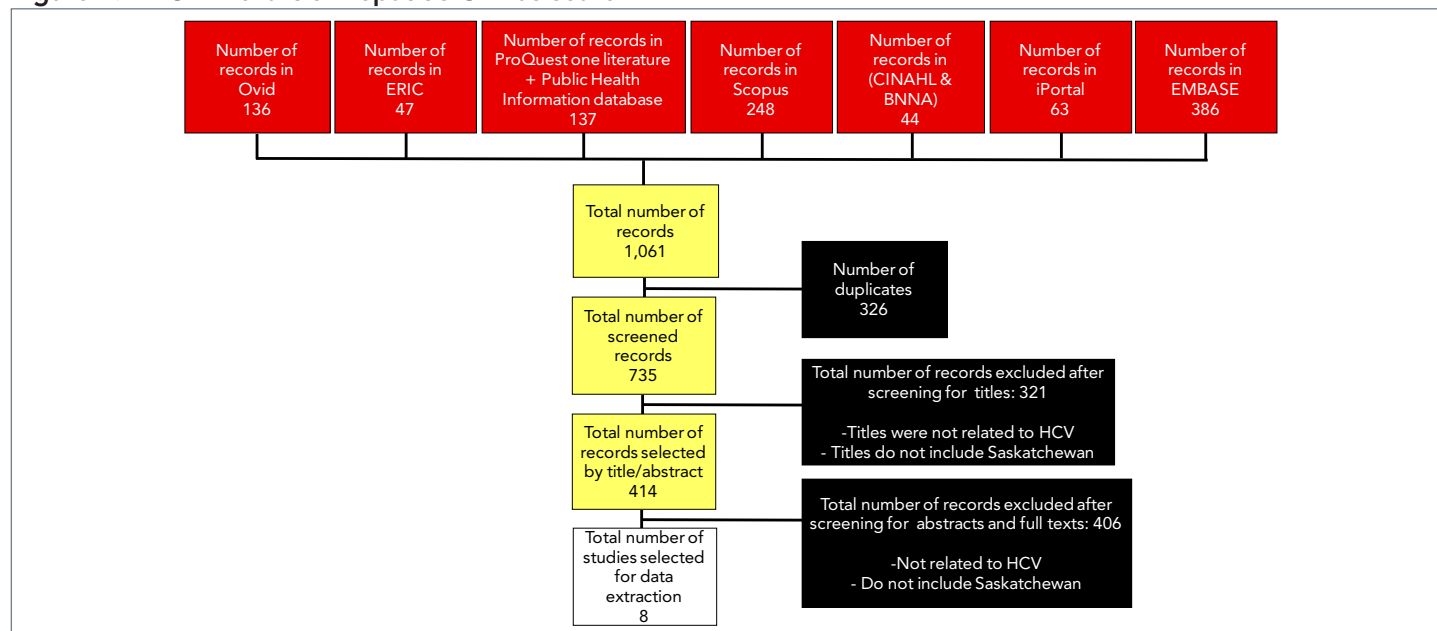 Number of
records in
Ovid
136
Number of
records in
ERIC
47
Number of records in
ProQuest one literature
+ Public Health
Information database
137
Number of
records in
Scopus
248
Number of
records in
(CINAHL &
BNNA)
44
Number of
records in
iPortal
63
Number of
records in
EMBASE
386
Total number of
records
1,061
Number of
duplicates
326
Total number of
screened
records
735
Total number of records excluded after
screening for titles: 321
-Titles were not related to HCV
- Titles do not include Saskatchewan
Total number of
records selected
by title/abstract
414
Total number of records excluded after
screening for abstracts and full texts: 406
-Not related to HCV
- Do not include Saskatchewan
Total number of
studies selected
for data
extraction
8